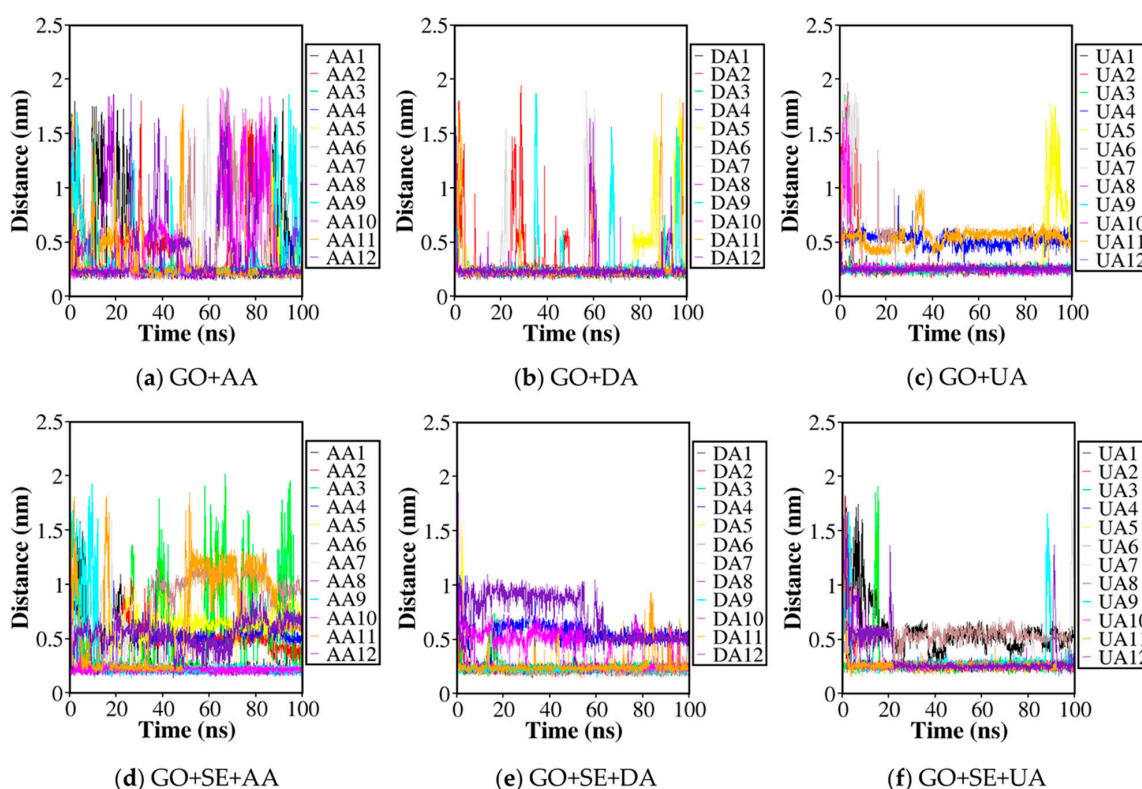 2.5
2
1.5
1
0.5
0
Distance (nm)
0 20 40 60 80 100
Time (ns)
AA1
AA2
AA3
AA4
AA5
AA6
AA7
AA8
AA9
AA10
AA11
AA12
(a) GO+AA
2.5
2
1.5
1
0.5
0
Distance (nm)
0 20 40 60 80 100
Time (ns)
DA1
DA2
DA3
DA4
DA5
DA6
DA7
DA8
DA9
DA10
DA11
DA12
(b) GO+DA
2.5
2
1.5
1
0.5
0
Distance (nm)
0 20 40 60 80 100
Time (ns)
UA1
UA2
UA3
UA4
UA5
UA6
UA7
UA8
UA9
UA10
UA11
UA12
(c) GO+UA
2.5
2
1.5
1
0.5
0
Distance (nm)
0 20 40 60 80 100
Time (ns)
AA1
AA2
AA3
AA4
AA5
AA6
AA7
AA8
AA9
AA10
AA11
AA12
(d) GO+SE+AA
2.5
2
1.5
1
0.5
0
Distance (nm)
0 20 40 60 80 100
Time (ns)
DA1
DA2
DA3
DA4
DA5
DA6
DA7
DA8
DA9
DA10
DA11
DA12
(e) GO+SE+DA
2.5
2
1.5
1
0.5
0
Distance (nm)
0 20 40 60 80 100
Time (ns)
UA1
UA2
UA3
UA4
UA5
UA6
UA7
UA8
UA9
UA10
UA11
UA12
(f) GO+SE+UA